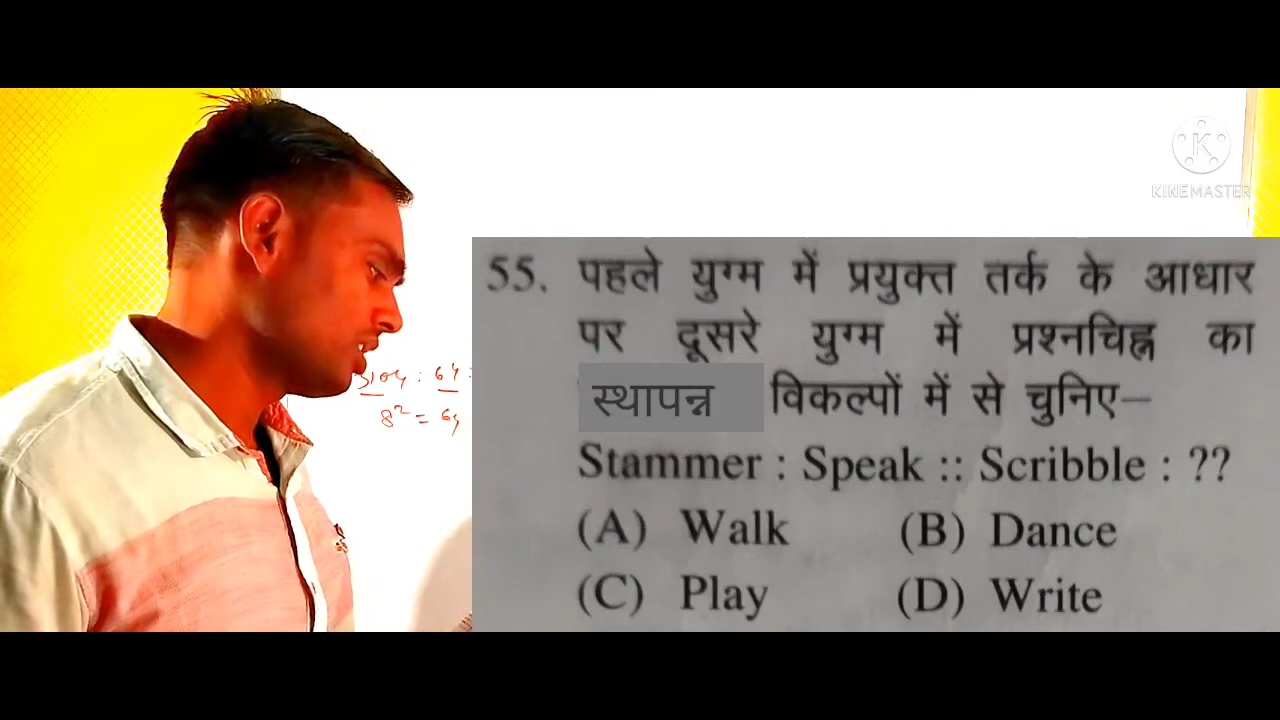 KINEMASTER
55. पहले युग्म में प्रयुक्त तर्क के आधार
पर दूसरे युग्म में प्रश्नचिह्न का
स्थापन्न विकल्पों में से चुनिए–
Stammer : Speak :: Scribble : ??
(A) Walk (B) Dance
(C) Play (D) Write
: 64 :
8² = 64